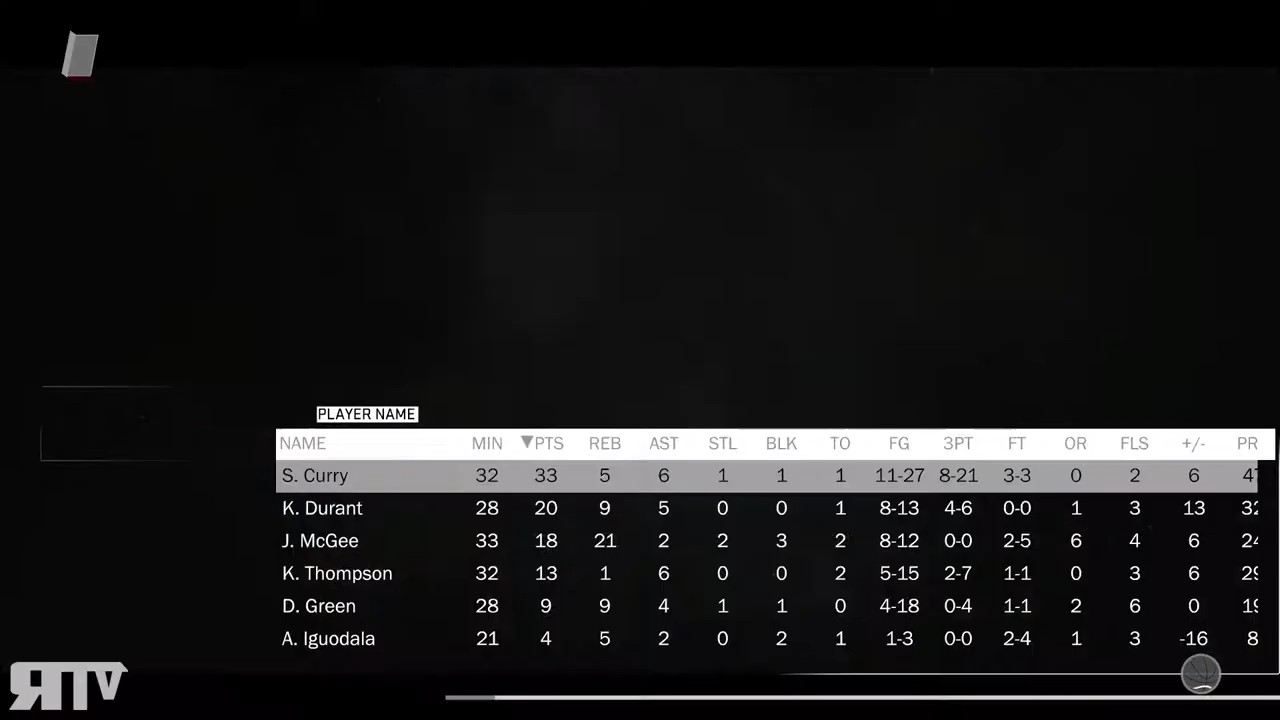 PLAYER NAME
NAME MIN ▼PTS REB AST STL BLK TO FG 3PT FT OR FLS +/- PR
S. Curry 32 33 5 6 1 1 1 11-27 8-21 3-3 0 2 6 47
K. Durant 28 20 9 5 0 0 1 8-13 4-6 0-0 1 3 13 32
J. McGee 33 18 21 2 2 3 2 8-12 0-0 2-5 6 4 6 24
K. Thompson 32 13 1 6 0 0 2 5-15 2-7 1-1 0 3 6 29
D. Green 28 9 9 4 1 1 0 4-18 0-4 1-1 2 6 0 19
A. Iguodala 21 4 5 2 0 2 1 1-3 0-0 2-4 1 3 -16 8
RTV